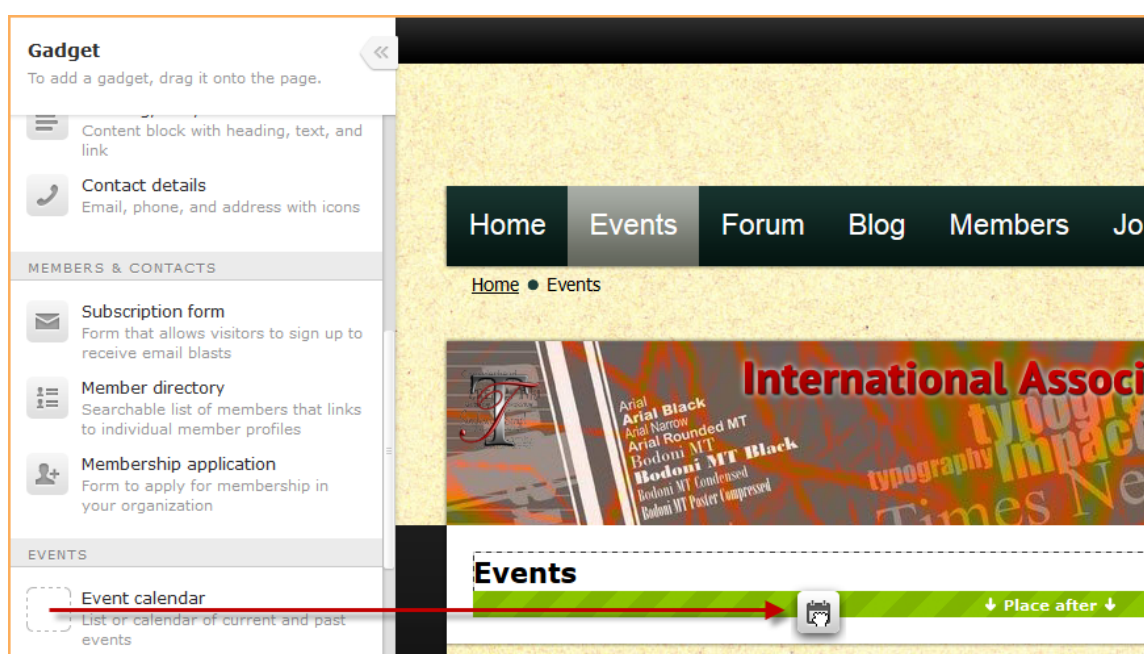 Gadget
To add a gadget, drag it onto the page.
Content block with heading, text, and
link
Contact details
Email, phone, and address with icons
MEMBERS & CONTACTS
Subscription form
Form that allows visitors to sign up to
receive email blasts
Member directory
Searchable list of members that links
to individual member profiles
Membership application
Form to apply for membership in
your organization
EVENTS
Event calendar
List or calendar of current and past
events
Home Events Forum Blog Members Jo
Home • Events
International Associ
Arial
Arial Black
Arial Narrow
Arial Rounded MT
Bodoni MT
Bodoni MT Black
Bodoni MT Condensed
Bodoni MT Poster Compressed
typography
Times Ne
Events
↓ Place after ↓